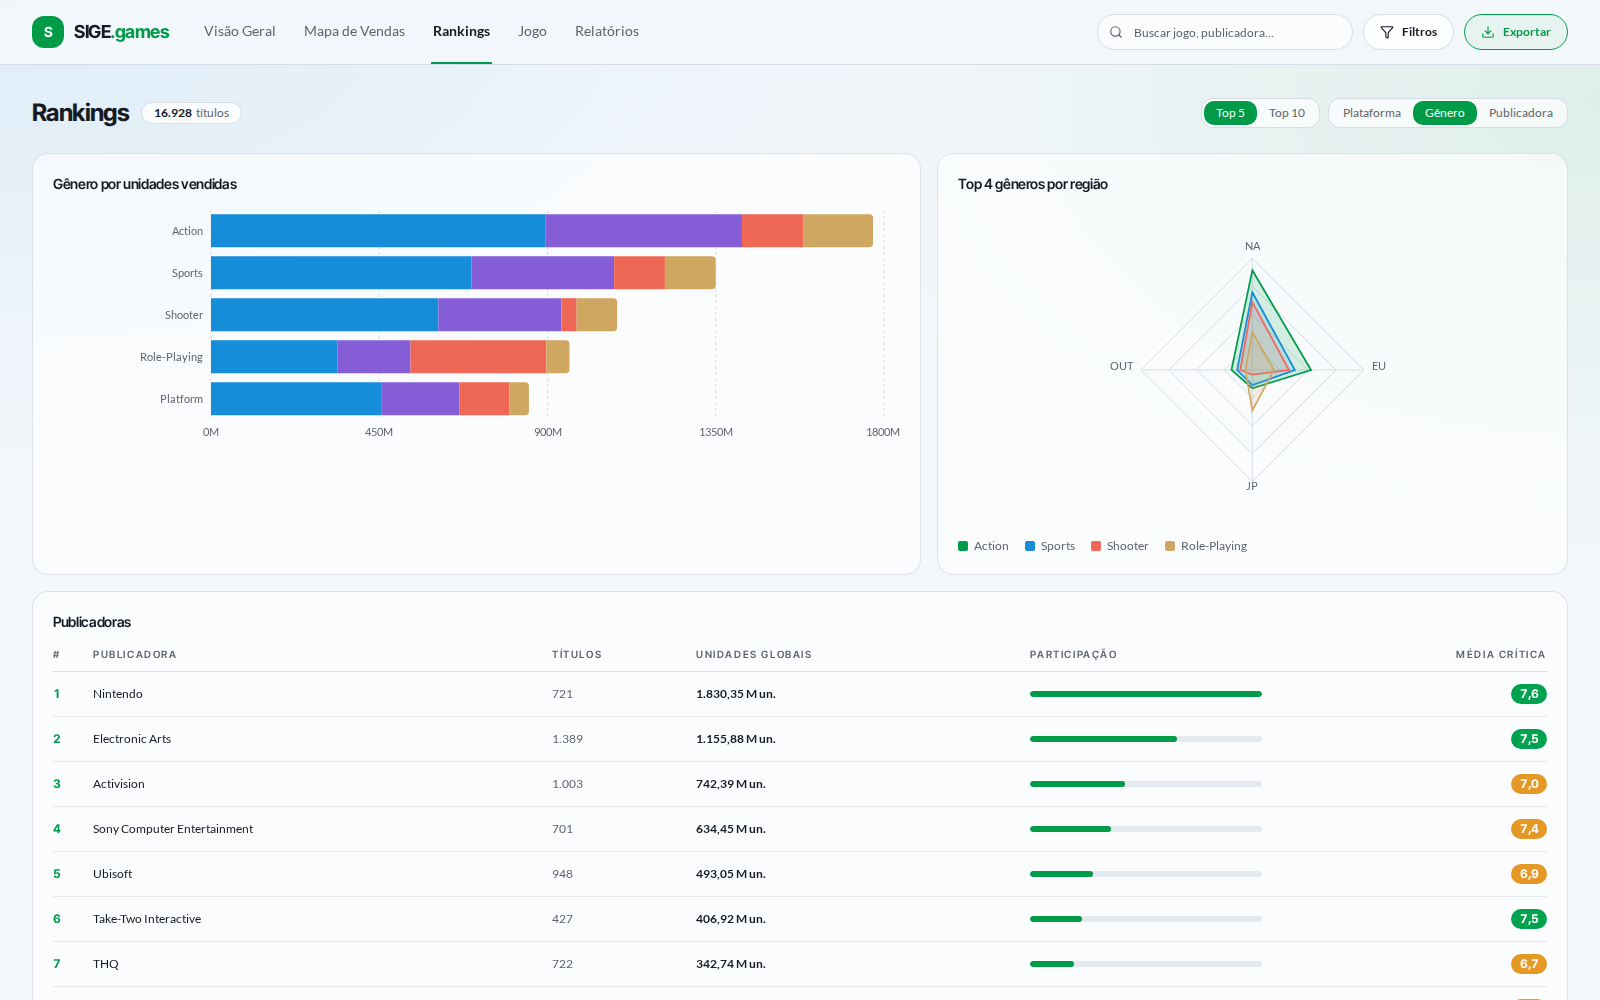 S SIGE.games Visão Geral Mapa de Vendas Rankings Jogo Relatórios Buscar jogo, publicadora... Filtros Exportar
Rankings 16.928 títulos Top 5 Top 10 Plataforma Gênero Publicadora
Gênero por unidades vendidas
Action
Sports
Shooter
Role-Playing
Platform
0M 450M 900M 1350M 1800M
Top 4 gêneros por região
NA
OUT EU
JP
Action Sports Shooter Role-Playing
Publicadoras
# PUBLICADORA TÍTULOS UNIDADES GLOBAIS PARTICIPAÇÃO MÉDIA CRÍTICA
1 Nintendo 721 1.830,35 M un. 7,6
2 Electronic Arts 1.389 1.155,88 M un. 7,5
3 Activision 1.003 742,39 M un. 7,0
4 Sony Computer Entertainment 701 634,45 M un. 7,4
5 Ubisoft 948 493,05 M un. 6,9
6 Take-Two Interactive 427 406,92 M un. 7,5
7 THQ 722 342,74 M un. 6,7